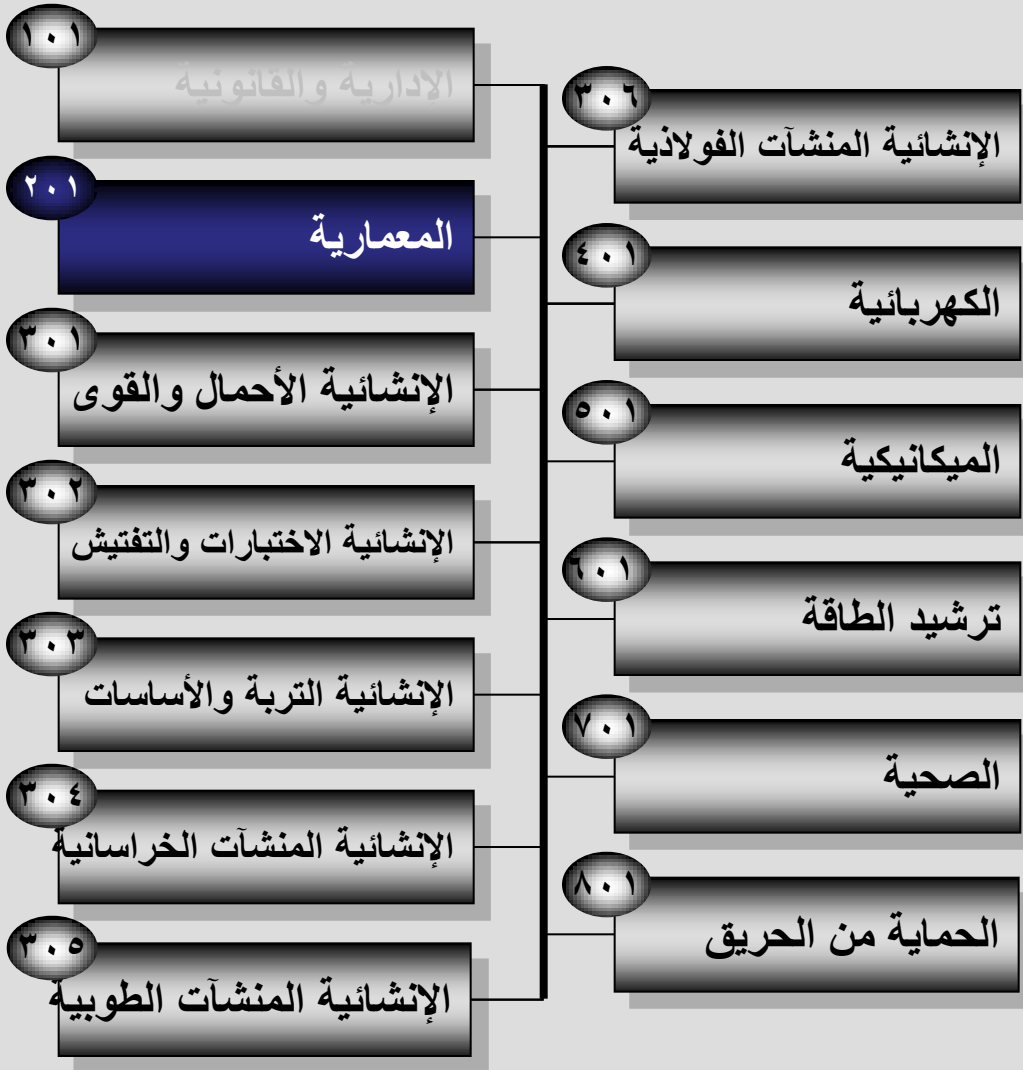 ١٠١
الادارية والقانونية
٢٠١
المعمارية
٣٠١
الإنشائية الأحمال والقوى
٣٠٢
الإنشائية الاختبارات والتفتيش
٣٠٣
الإنشائية التربة والأساسات
٣٠٤
الإنشائية المنشآت الخراسانية
٣٠٥
الإنشائية المنشآت الطوبية
٣٠٦
الإنشائية المنشآت الفولاذية
٤٠١
الكهربائية
٥٠١
الميكانيكية
٦٠١
ترشيد الطاقة
٧٠١
الصحية
٨٠١
الحماية من الحريق